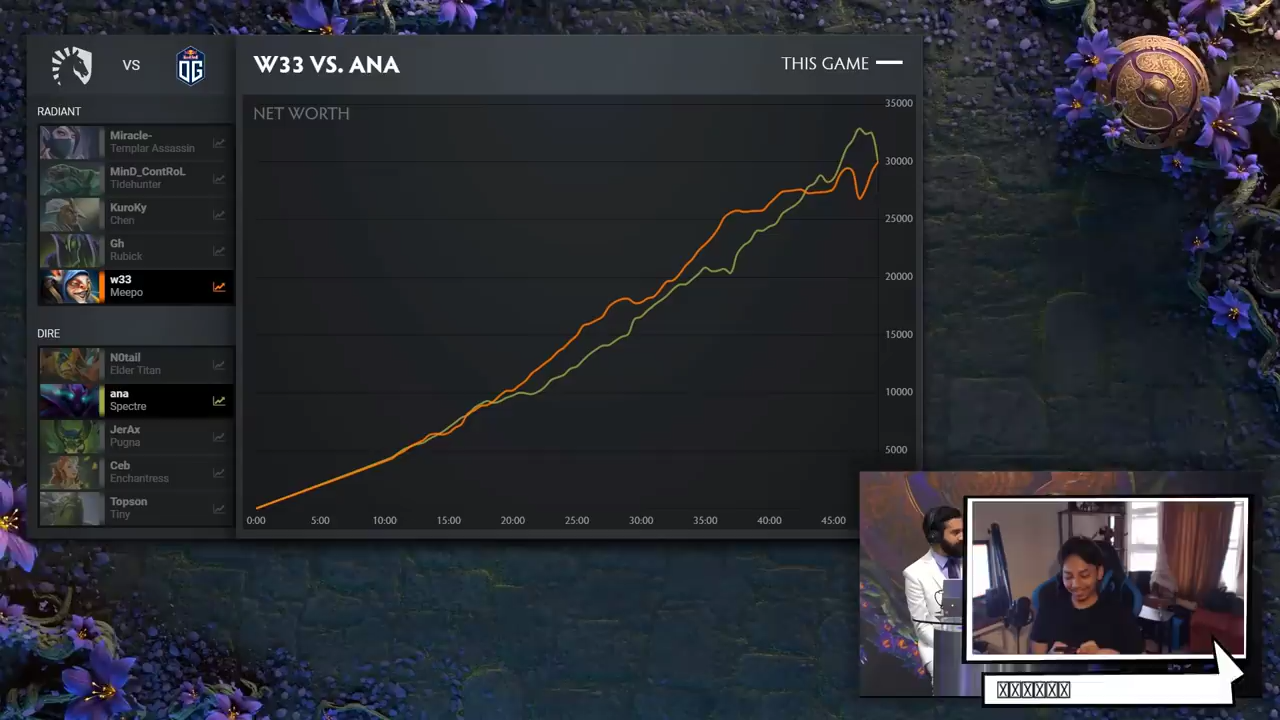 VS
W33 VS. ANA
THIS GAME
RADIANT
Miracle-
Templar Assassin
MinD_ContRoL
Tidehunter
KuroKy
Chen
Gh
Rubick
w33
Meepo
DIRE
N0tail
Elder Titan
ana
Spectre
JerAx
Pugna
Ceb
Enchantress
Topson
Tiny
NET WORTH
35000
30000
25000
20000
15000
10000
5000
0:00 5:00 10:00 15:00 20:00 25:00 30:00 35:00 40:00 45:00
OG